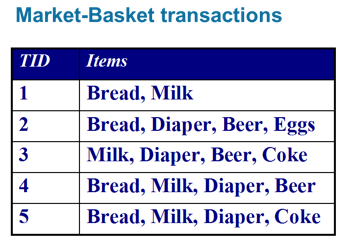 Market-Basket transactions
TID Items
1 Bread, Milk
2 Bread, Diaper, Beer, Eggs
3 Milk, Diaper, Beer, Coke
4 Bread, Milk, Diaper, Beer
5 Bread, Milk, Diaper, Coke